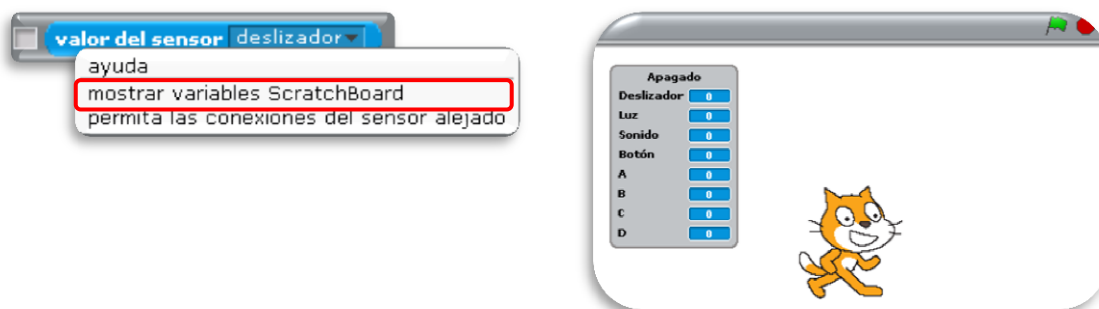 valor del sensor deslizador
ayuda
mostrar variables ScratchBoard
permita las conexiones del sensor alejado
Apagado
Deslizador 0
Luz 0
Sonido 0
Botón 0
A 0
B 0
C 0
D 0